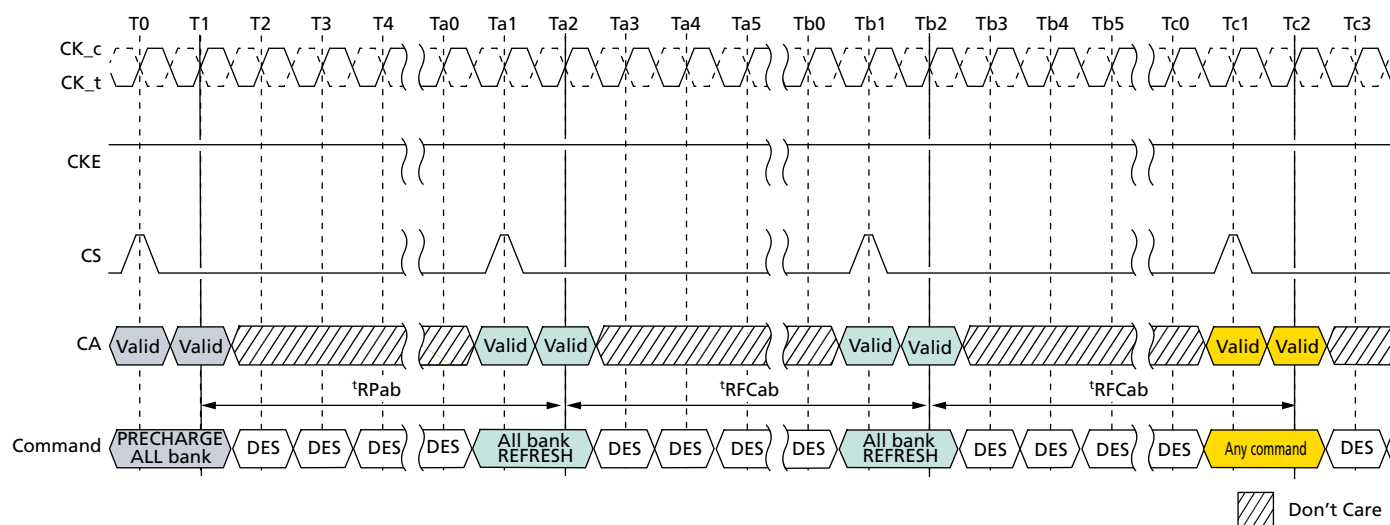 T0 T1 T2 T3 T4 Ta0 Ta1 Ta2 Ta3 Ta4 Ta5 Tb0 Tb1 Tb2 Tb3 Tb4 Tb5 Tc0 Tc1 Tc2 Tc3
CK_c
CK_t
CKE
CS
CA Valid Valid Valid Valid Valid Valid Valid Valid
tRPab tRFCab tRFCab
Command PRECHARGE ALL bank DES DES DES DES All bank REFRESH DES DES DES DES All bank REFRESH DES DES DES DES Any command DES
Don't Care